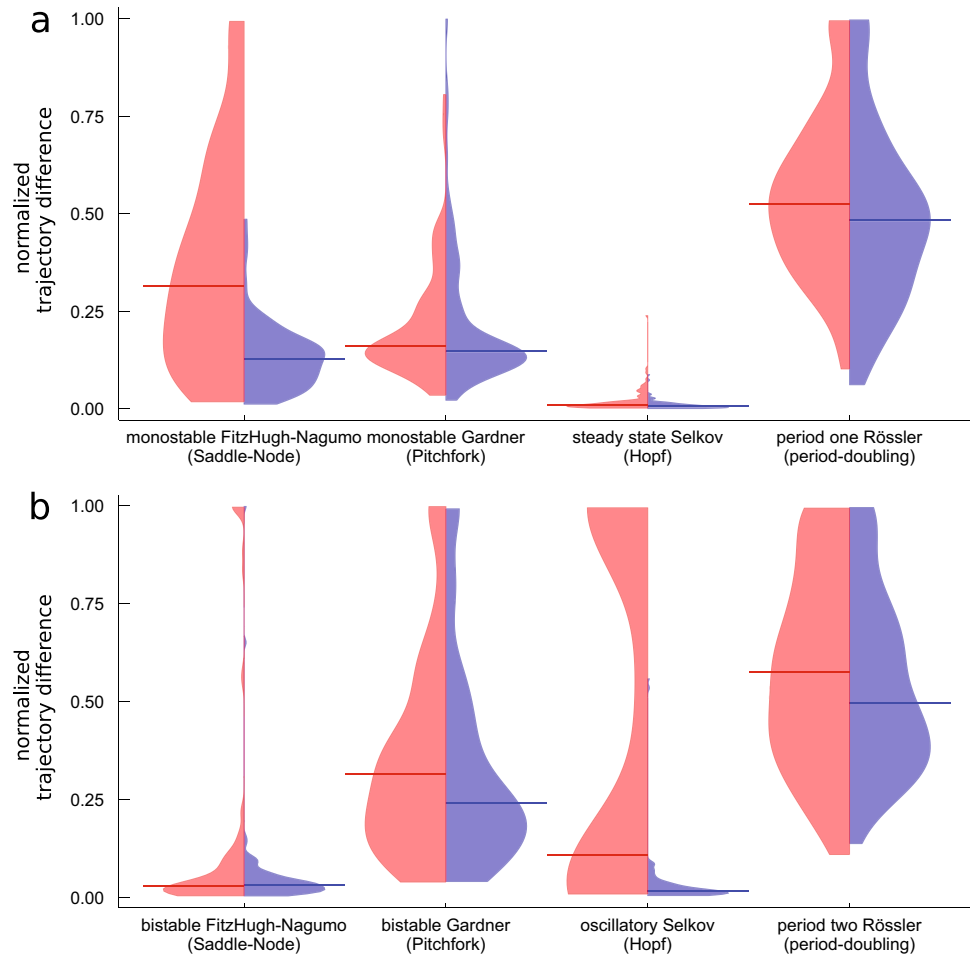 a
normalized
trajectory difference
1.00
0.75
0.50
0.25
0.00
monostable FitzHugh-Nagumo
(Saddle-Node)
monostable Gardner
(Pitchfork)
steady state Selkov
(Hopf)
period one Rössler
(period-doubling)
b
normalized
trajectory difference
1.00
0.75
0.50
0.25
0.00
bistable FitzHugh-Nagumo
(Saddle-Node)
bistable Gardner
(Pitchfork)
oscillatory Selkov
(Hopf)
period two Rössler
(period-doubling)